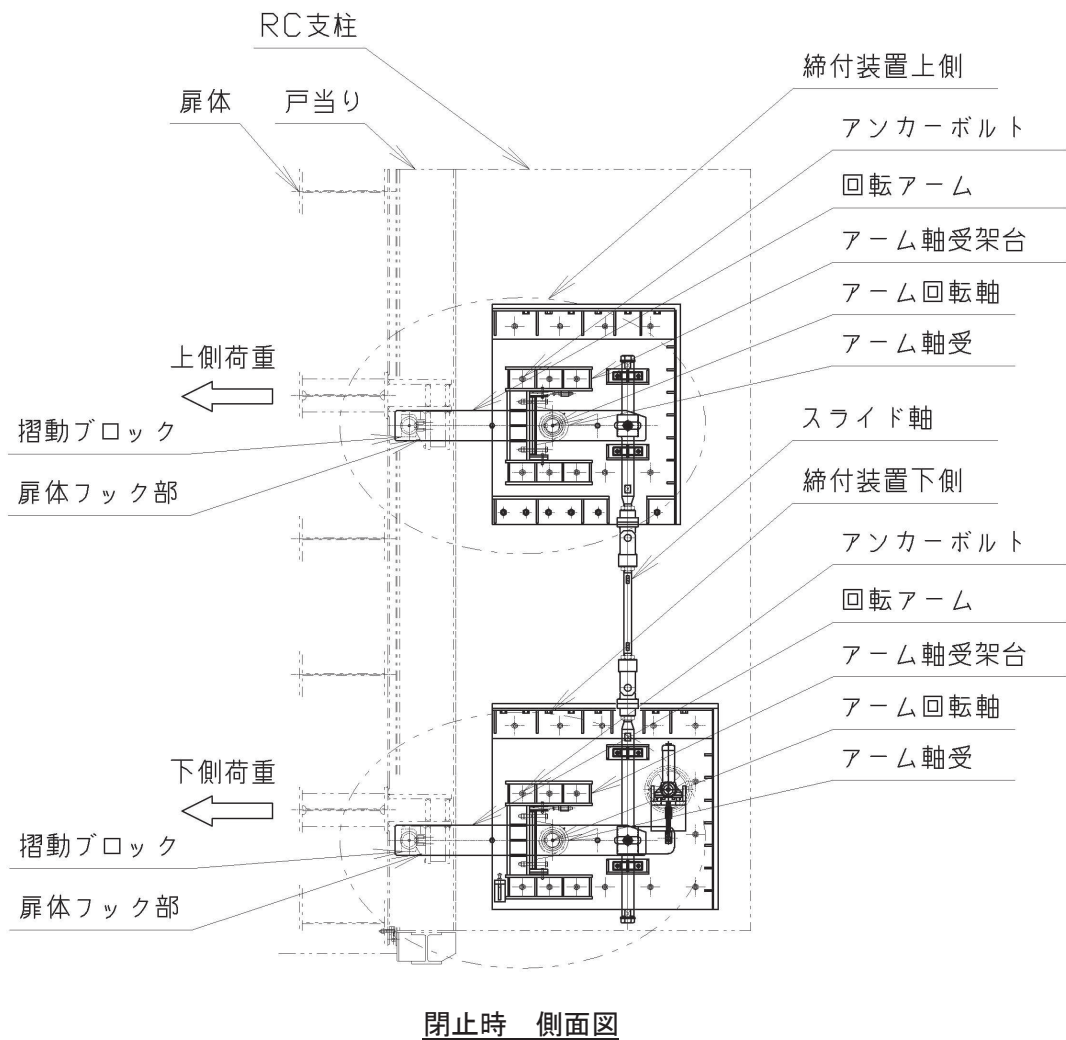 RC支柱
締付装置上側
扉体
戸当り
アンカーボルト
回転アーム
アーム軸受架台
アーム回転軸
アーム軸受
上側荷重
摺動ブロック
扉体フック部
スライド軸
締付装置下側
アンカーボルト
回転アーム
アーム軸受架台
アーム回転軸
アーム軸受
下側荷重
摺動ブロック
扉体フック部
閉止時　側面図